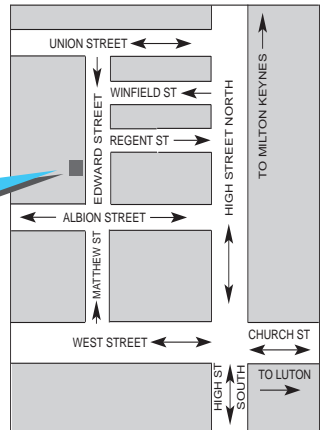 UNION STREET
WINFIELD ST
REGENT ST
EDWARD STREET
HIGH STREET NORTH
TO MILTON KEYNES
ALBION STREET
MATTHEW ST
WEST STREET
CHURCH ST
HIGH ST
SOUTH
TO LUTON